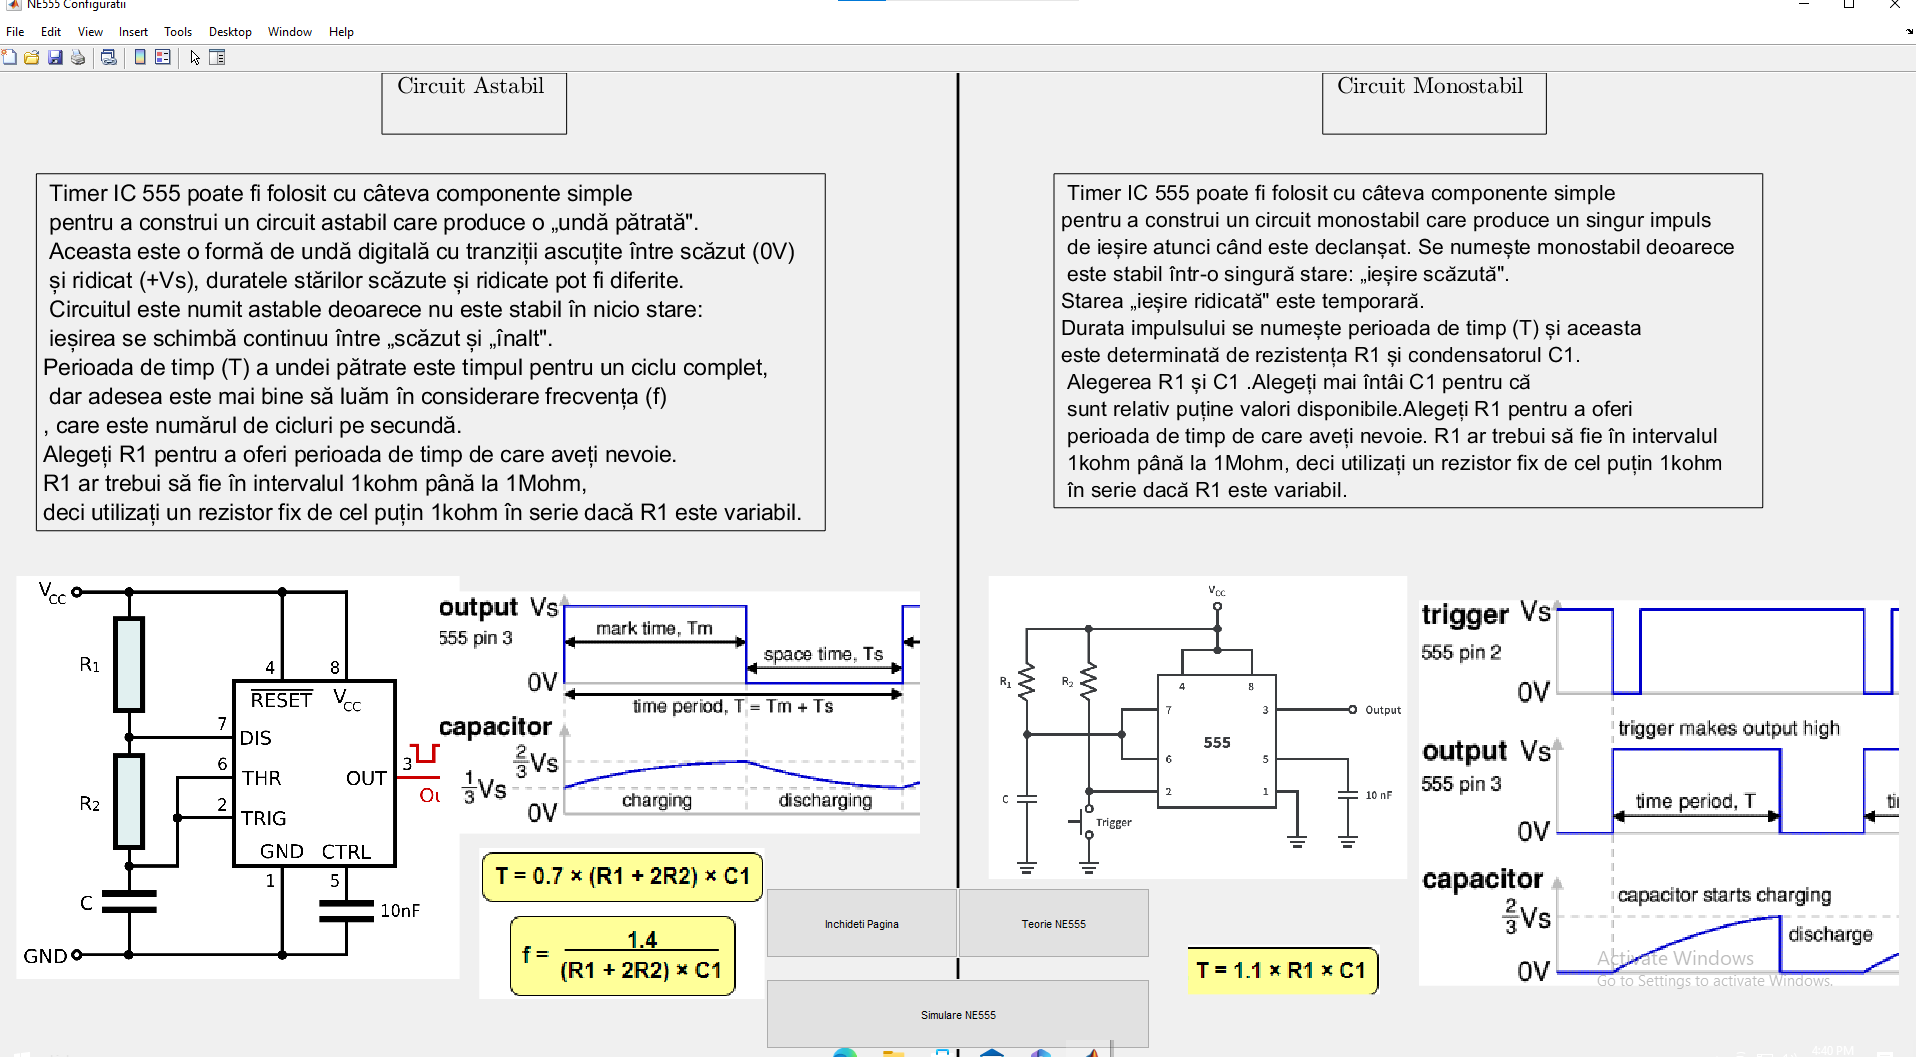 NE555 Configuratii
File Edit View Insert Tools Desktop Window Help
Circuit Astabil
Timer IC 555 poate fi folosit cu câteva componente simple
pentru a construi un circuit astabil care produce o „undă pătrată".
Aceasta este o formă de undă digitală cu tranziții ascuțite între scăzut (0V)
și ridicat (+Vs), duratele stărilor scăzute și ridicate pot fi diferite.
Circuitul este numit astable deoarece nu este stabil în nicio stare:
ieșirea se schimbă continuu între „scăzut și „înalt".
Perioada de timp (T) a undei pătrate este timpul pentru un ciclu complet,
dar adesea este mai bine să luăm în considerare frecvența (f)
, care este numărul de cicluri pe secundă.
Alegeți R1 pentru a oferi perioada de timp de care aveți nevoie.
R1 ar trebui să fie în intervalul 1kohm până la 1Mohm,
deci utilizați un rezistor fix de cel puțin 1kohm în serie dacă R1 este variabil.
VCC
R1
R2
C
GND
4
8
RESET
VCC
7
DIS
6
THR
2
TRIG
OUT
3
GND CTRL
1
5
10nF
output Vs
555 pin 3
mark time, Tm
space time, Ts
0V
time period, T = Tm + Ts
capacitor
2/3 Vs
1/3 Vs
charging
discharging
0V
T = 0.7 × (R1 + 2R2) × C1
f = 1.4
(R1 + 2R2) × C1
Circuit Monostabil
Timer IC 555 poate fi folosit cu câteva componente simple
pentru a construi un circuit monostabil care produce un singur impuls
de ieșire atunci când este declanșat. Se numește monostabil deoarece
este stabil într-o singură stare: „ieșire scăzută".
Starea „ieșire ridicată" este temporară.
Durata impulsului se numește perioada de timp (T) și aceasta
este determinată de rezistența R1 și condensatorul C1.
Alegerea R1 și C1 .Alegeți mai întâi C1 pentru că
sunt relativ puține valori disponibile.Alegeți R1 pentru a oferi
perioada de timp de care aveți nevoie. R1 ar trebui să fie în intervalul
1kohm până la 1Mohm, deci utilizați un rezistor fix de cel puțin 1kohm
în serie dacă R1 este variabil.
VCC
R1
R2
4
8
7
3
Output
555
6
5
C
2
1
10 nF
Trigger
trigger Vs
555 pin 2
0V
trigger makes output high
output Vs
555 pin 3
time period, T
0V
capacitor
capacitor starts charging
2/3 Vs
discharge
0V
T = 1.1 × R1 × C1
Inchideti Pagina
Teorie NE555
Simulare NE555
Activate Windows
Go to Settings to activate Windows.
4:40 PM